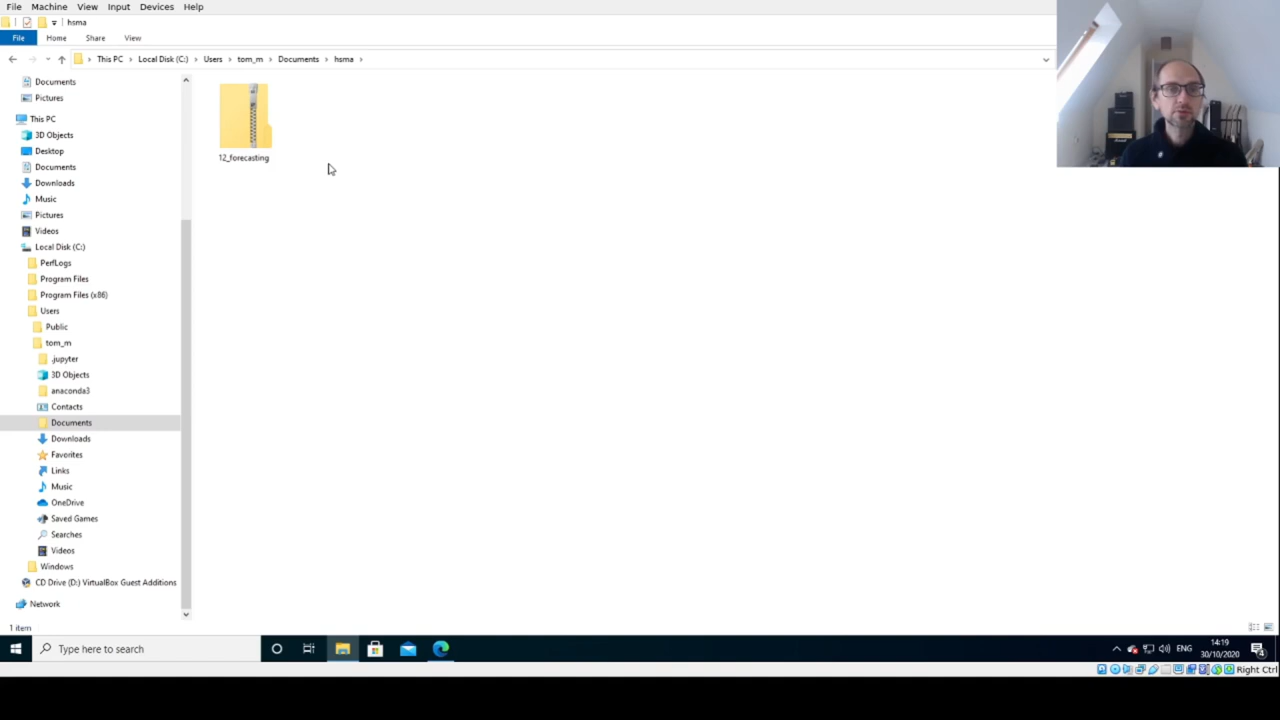 File Machine View Input Devices Help
hsma
File Home Share View
This PC Local Disk (C:) Users tom_m Documents hsma
Documents
Pictures
This PC
3D Objects
Desktop
Documents
Downloads
Music
Pictures
Videos
Local Disk (C:)
PerfLogs
Program Files
Program Files (x86)
Users
Public
tom_m
.jupyter
3D Objects
anaconda3
Contacts
Documents
Downloads
Favorites
Links
Music
OneDrive
Saved Games
Searches
Videos
Windows
CD Drive (D:) VirtualBox Guest Additions
Network
12_forecasting
1 item
Type here to search
ENG
14:19
30/10/2020
4
Right Ctrl